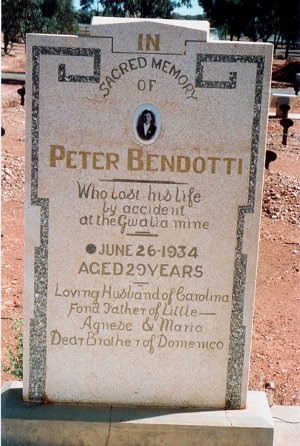 IN
SACRED MEMORY
OF
PETER BENDOTTI
Who lost his life
by accident
at the Gwalia mine
JUNE 26-1934
AGED 29 YEARS
Loving Husband of Carolina
Fond Father of Little—
Agnese & Maria
Dear Brother of Domenico